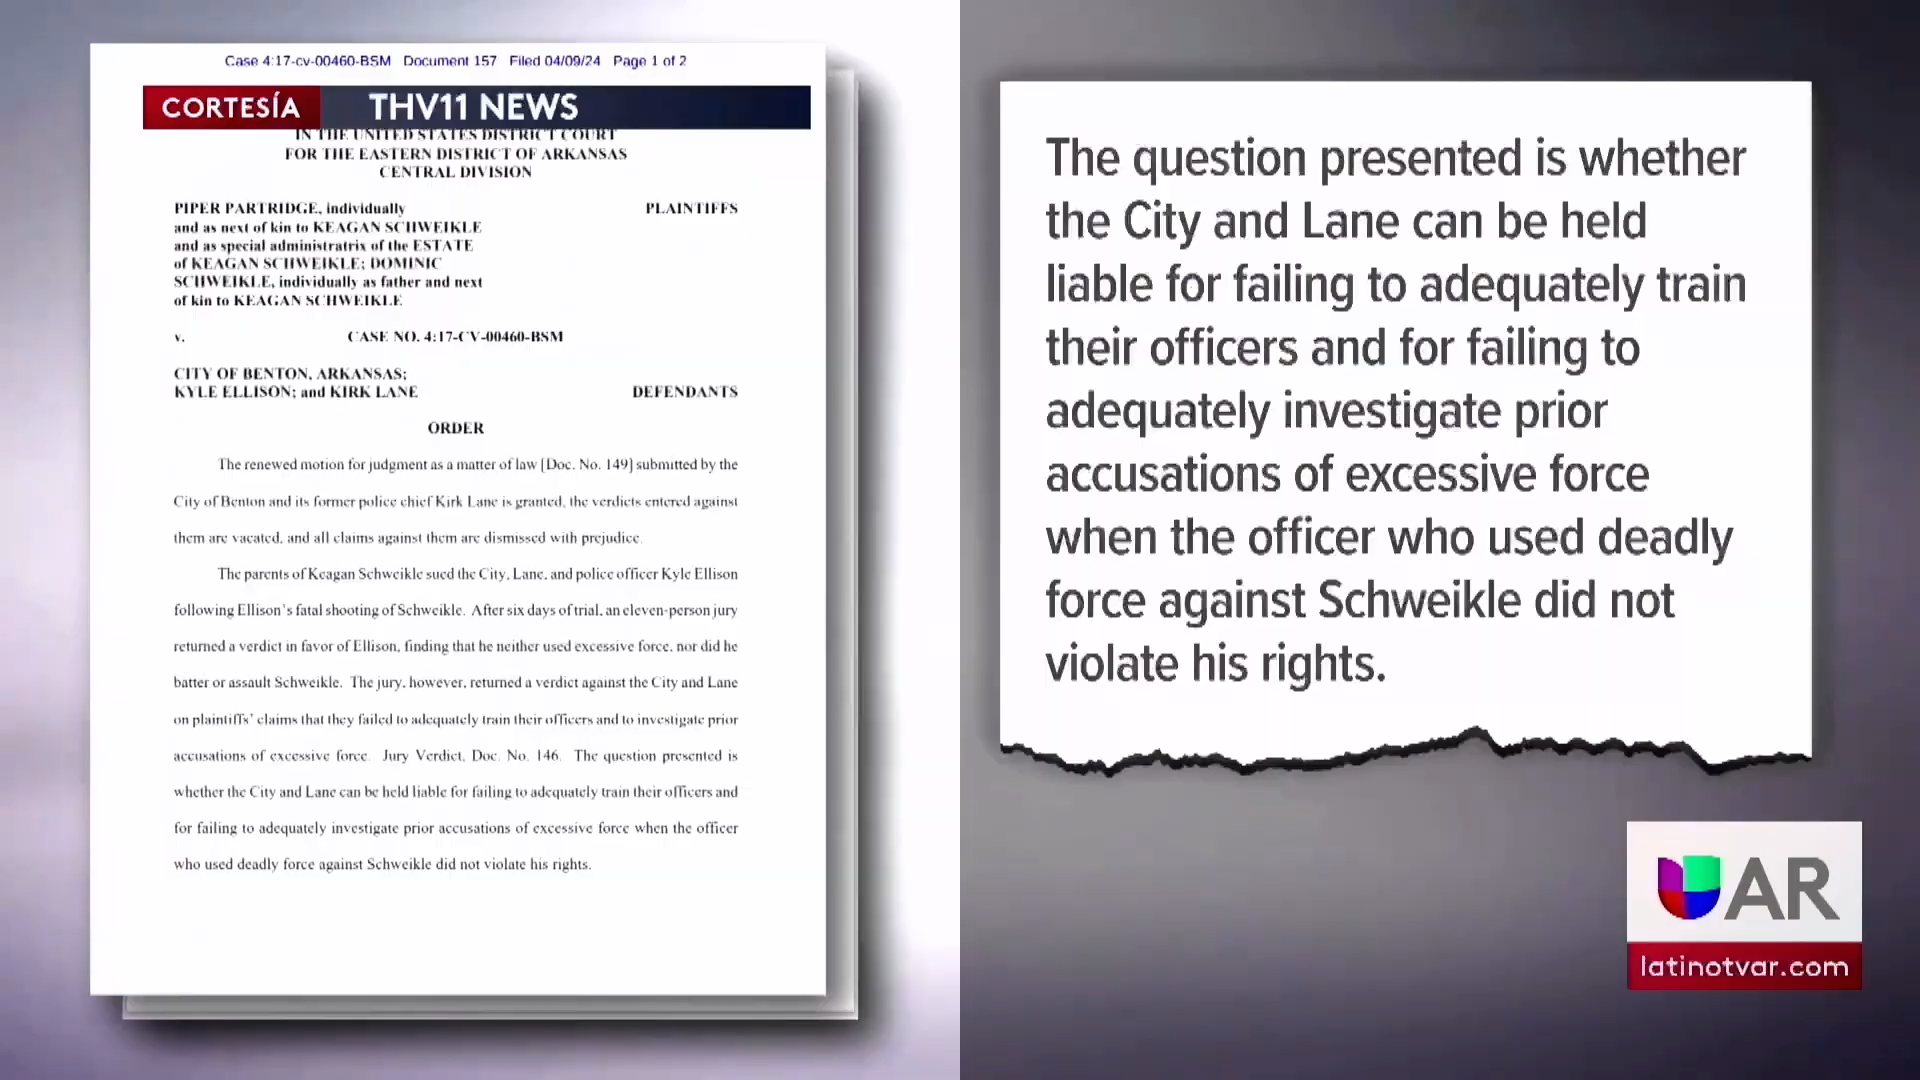 Case 4:17-cv-00460-BSM Document 157 Filed 04/09/24 Page 1 of 2
CORTESÍA THV11 NEWS
IN THE UNITED STATES DISTRICT COURT
FOR THE EASTERN DISTRICT OF ARKANSAS
CENTRAL DIVISION
PIPER PARTRIDGE, individually PLAINTIFFS
and as next of kin to KEAGAN SCHWEIKLE
and as special administratrix of the ESTATE
of KEAGAN SCHWEIKLE; DOMINIC
SCHWEIKLE, individually as father and next
of kin to KEAGAN SCHWEIKLE
v. CASE NO. 4:17-CV-00460-BSM
CITY OF BENTON, ARKANSAS;
KYLE ELLISON; and KIRK LANE DEFENDANTS
ORDER
The renewed motion for judgment as a matter of law [Doc. No. 149] submitted by the
City of Benton and its former police chief Kirk Lane is granted, the verdicts entered against
them are vacated, and all claims against them are dismissed with prejudice.
The parents of Keagan Schweikle sued the City, Lane, and police officer Kyle Ellison
following Ellison's fatal shooting of Schweikle. After six days of trial, an eleven-person jury
returned a verdict in favor of Ellison, finding that he neither used excessive force, nor did he
batter or assault Schweikle. The jury, however, returned a verdict against the City and Lane
on plaintiffs' claims that they failed to adequately train their officers and to investigate prior
accusations of excessive force. Jury Verdict, Doc. No. 146. The question presented is
whether the City and Lane can be held liable for failing to adequately train their officers and
for failing to adequately investigate prior accusations of excessive force when the officer
who used deadly force against Schweikle did not violate his rights.
The question presented is whether
the City and Lane can be held
liable for failing to adequately train
their officers and for failing to
adequately investigate prior
accusations of excessive force
when the officer who used deadly
force against Schweikle did not
violate his rights.
AR
latinotvar.com